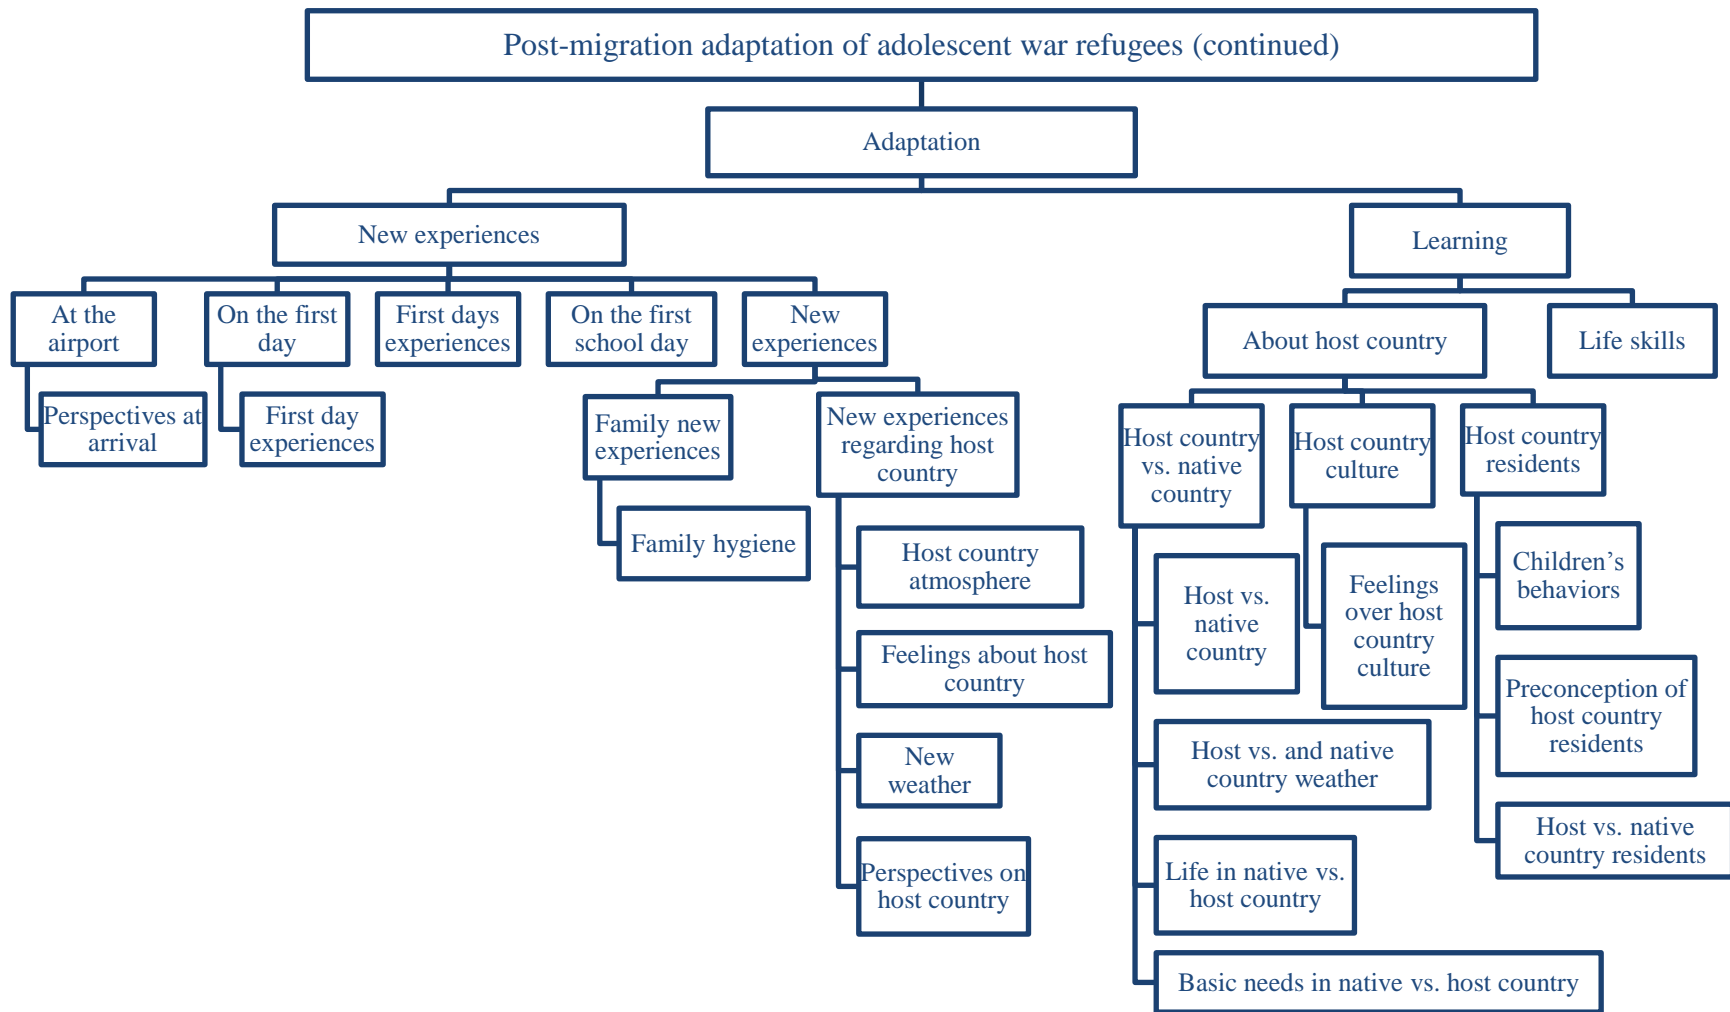 Post-migration adaptation of adolescent war refugees (continued)
Adaptation
New experiences
Learning
At the
airport
On the first
day
First days
experiences
On the first
school day
New
experiences
About host country
Life skills
Perspectives at
arrival
First day
experiences
Family new
experiences
New experiences
regarding host
country
Host country
vs. native
country
Host country
culture
Host country
residents
Family hygiene
Host country
atmosphere
Feelings about host
country
New
weather
Perspectives on
host country
Host vs.
native
country
Host vs. and native
country weather
Life in native vs.
host country
Basic needs in native vs. host country
Feelings
over host
country
culture
Children’s
behaviors
Preconception of
host country
residents
Host vs. native
country residents